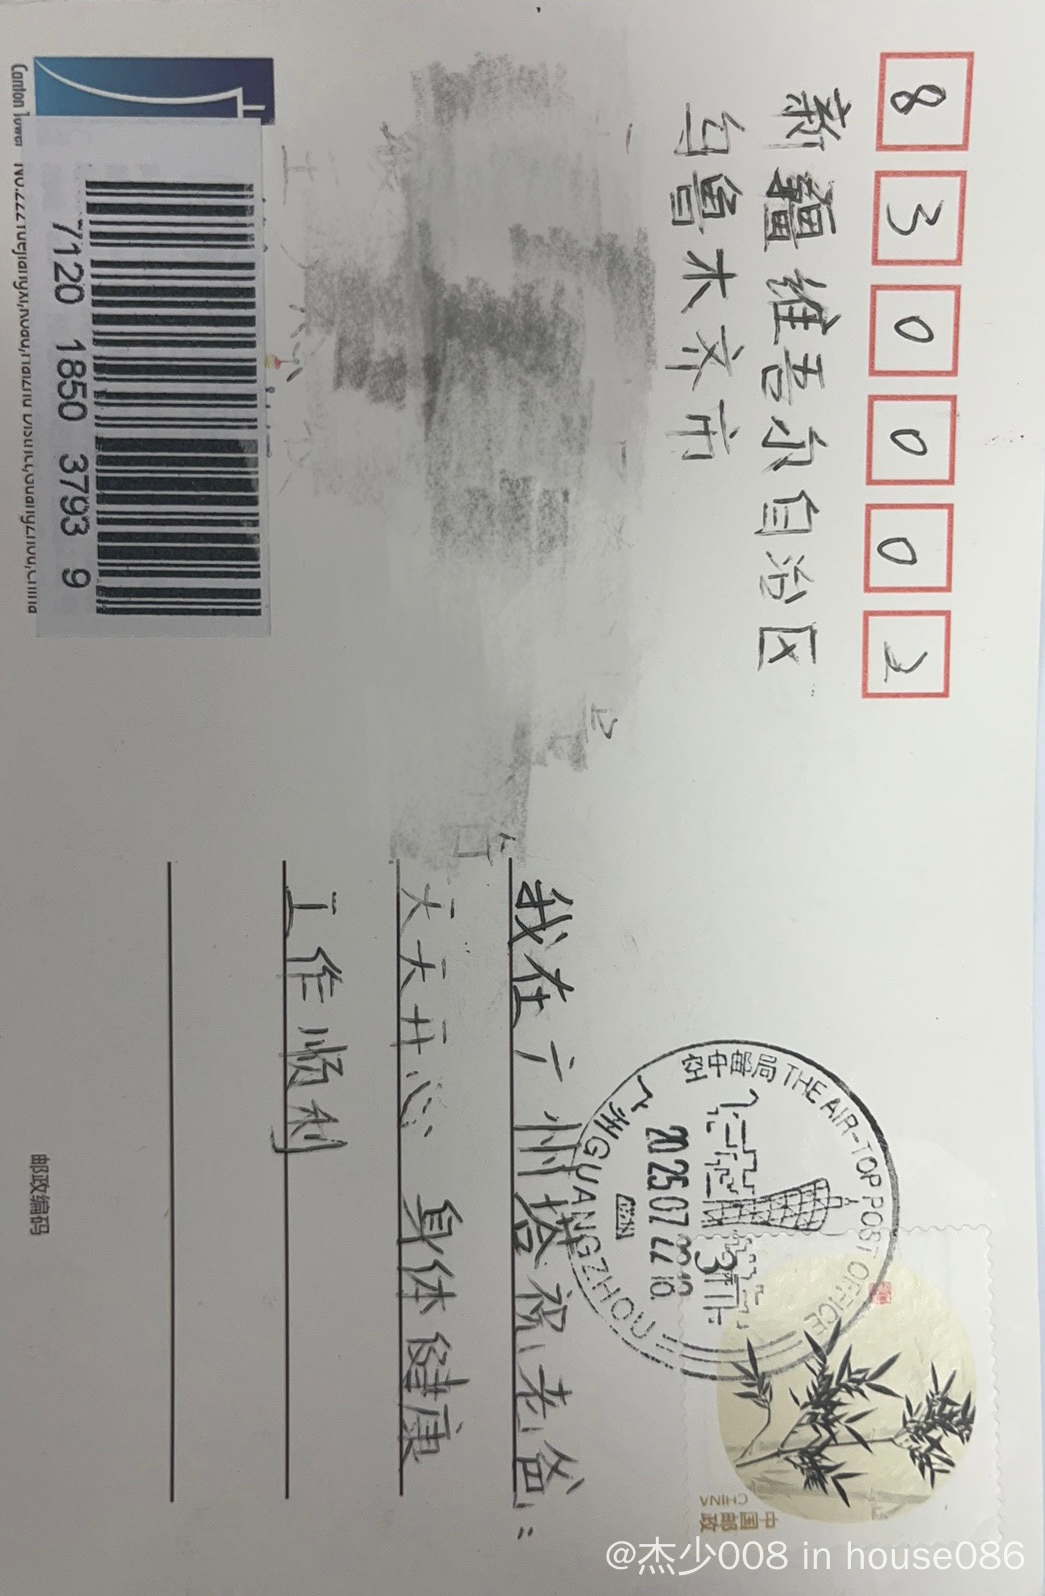 830002
新疆维吾尔自治区
乌鲁木齐市
我在广州塔祝老爸:
天天开心 身体健康
工作顺利
空中邮局 THE AIR-TOP POST OFFICE
2025 07 22
广州 GUANGZHOU
中国邮政
CHINA
Canton Tower
7120 1850 3793 9
邮政编码
@杰少008 in house086